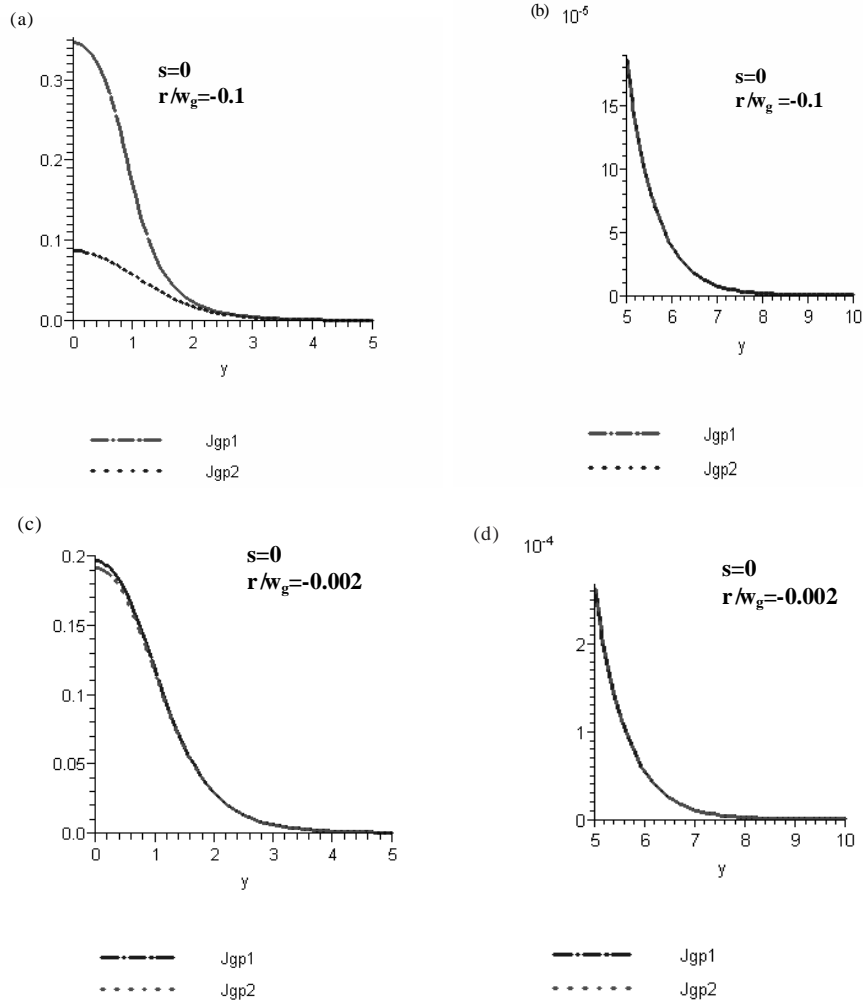 (a)
s=0
r/wg=-0.1
0.3
0.2
0.1
0.0
0 1 2 3 4 5
y
Jgp1
Jgp2
(b) 10-5
s=0
r/wg =-0.1
15
10
5
0
5 6 7 8 9 10
y
Jgp1
Jgp2
(c)
s=0
r/wg=-0.002
0.2
0.15
0.1
0.05
0.0
0 1 2 3 4 5
y
Jgp1
Jgp2
(d) 10-4
s=0
r/wg=-0.002
2
1
0
5 6 7 8 9 10
y
Jgp1
Jgp2